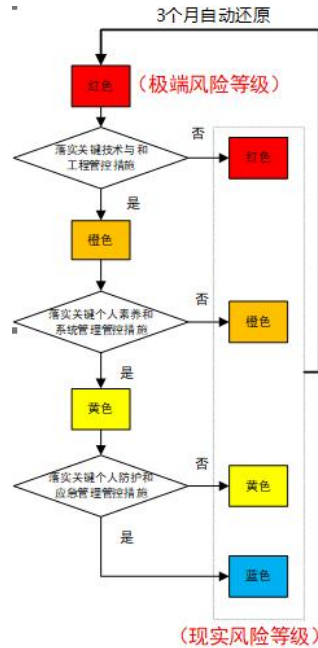 3个月自动还原
红色
（极端风险等级）
否
落实关键技术与和
工程管控措施
红色
是
橙色
否
落实关键个人素养和
系统管理管控措施
橙色
是
黄色
否
落实关键个人防护和
应急管理管控措施
黄色
是
蓝色
（现实风险等级）